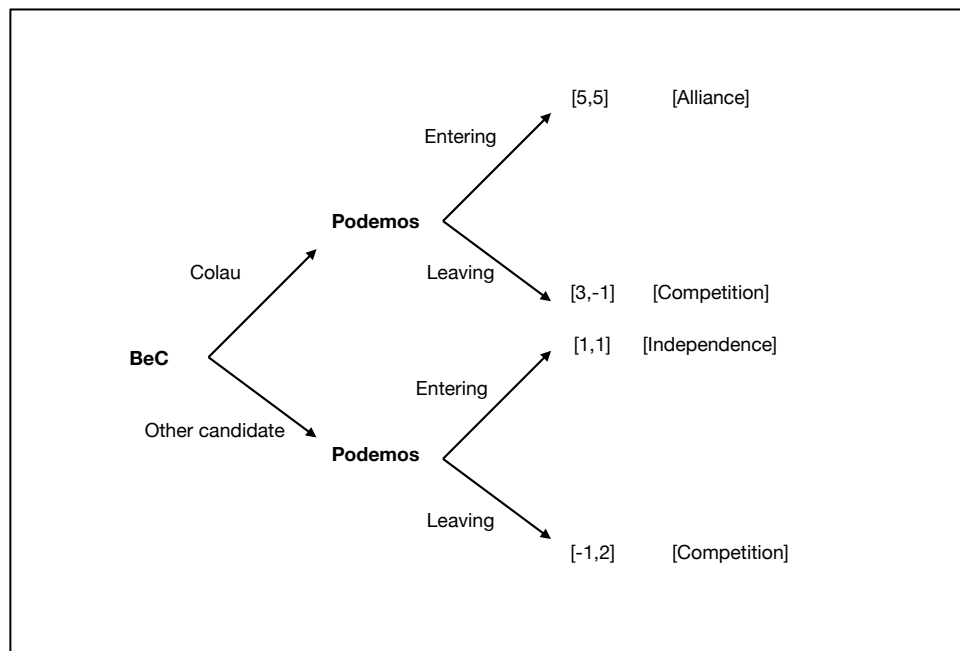 [5,5] [Alliance]
Entering
Podemos
Colau
Leaving
[3,-1] [Competition]
[1,1] [Independence]
BeC
Entering
Other candidate
Podemos
Leaving
[-1,2] [Competition]